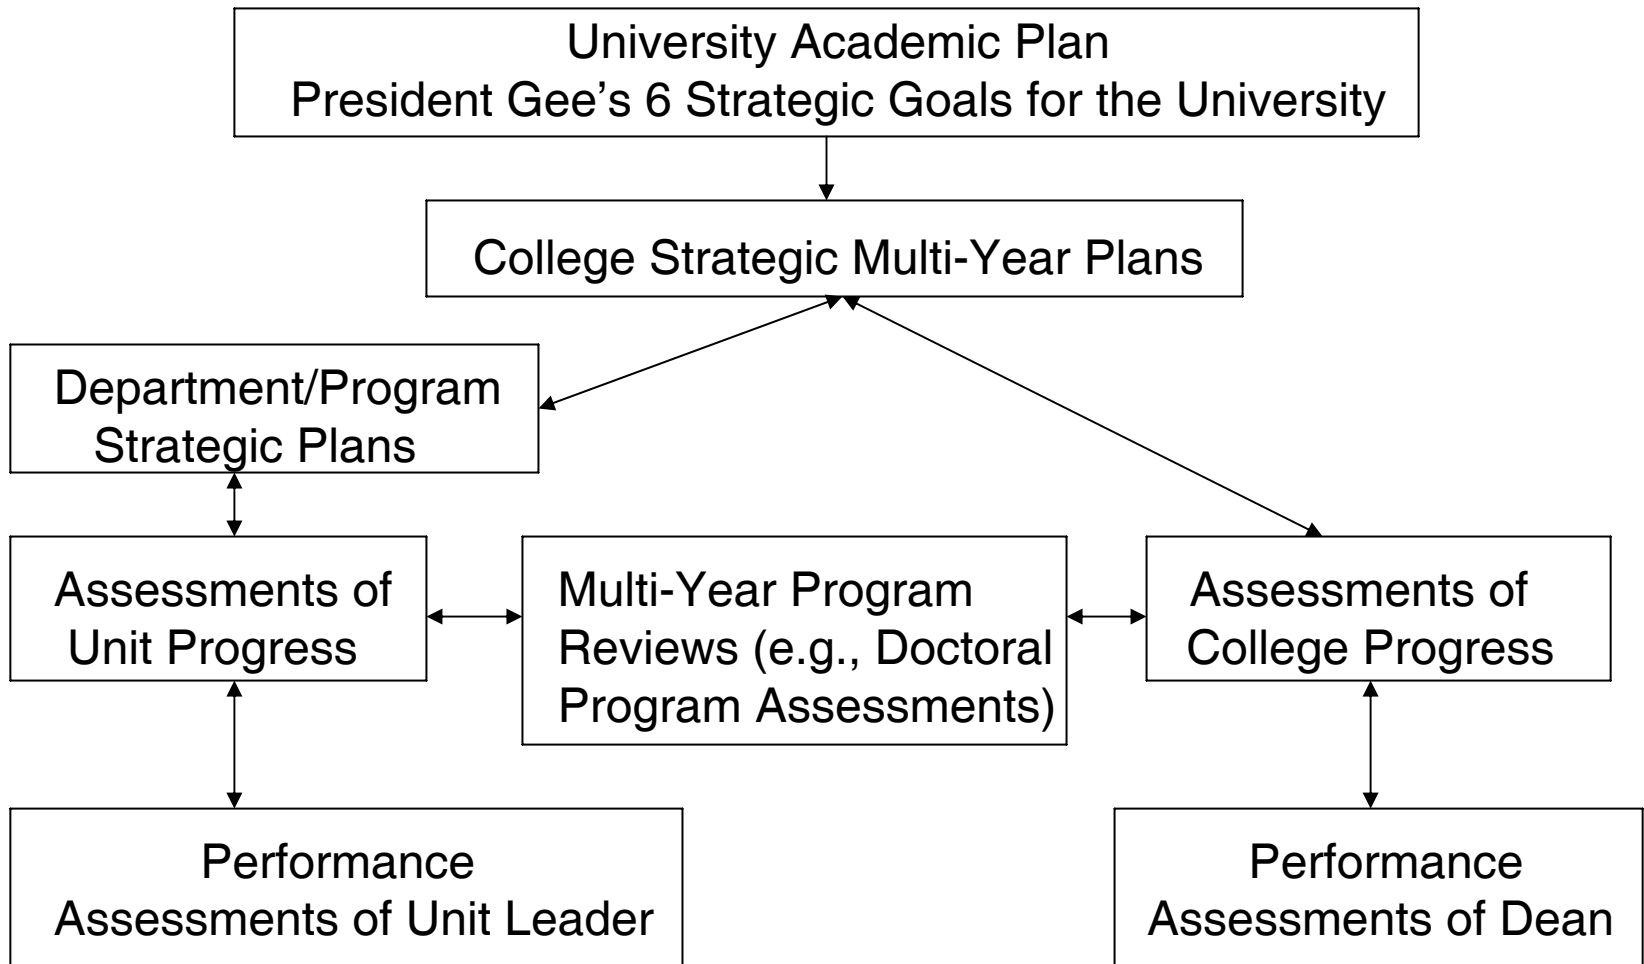 University Academic Plan
President Gee’s 6 Strategic Goals for the University
College Strategic Multi-Year Plans
Department/Program
Strategic Plans
Assessments of
Unit Progress
Multi-Year Program
Reviews (e.g., Doctoral
Program Assessments)
Assessments of
College Progress
Performance
Assessments of Unit Leader
Performance
Assessments of Dean